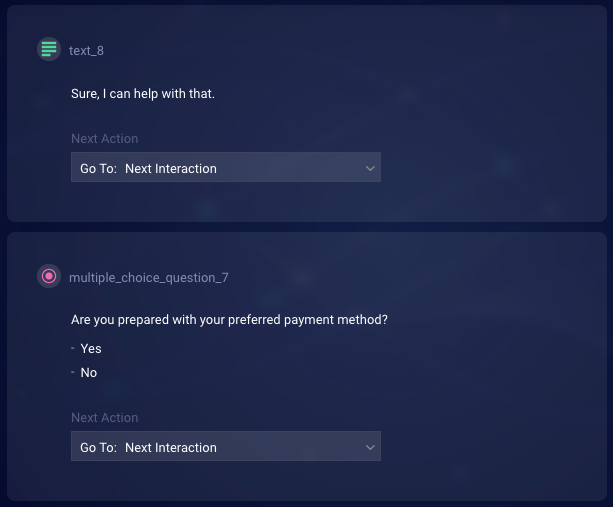 text_8
Sure, I can help with that.
Next Action
Go To: Next Interaction
multiple_choice_question_7
Are you prepared with your preferred payment method?
- Yes
- No
Next Action
Go To: Next Interaction